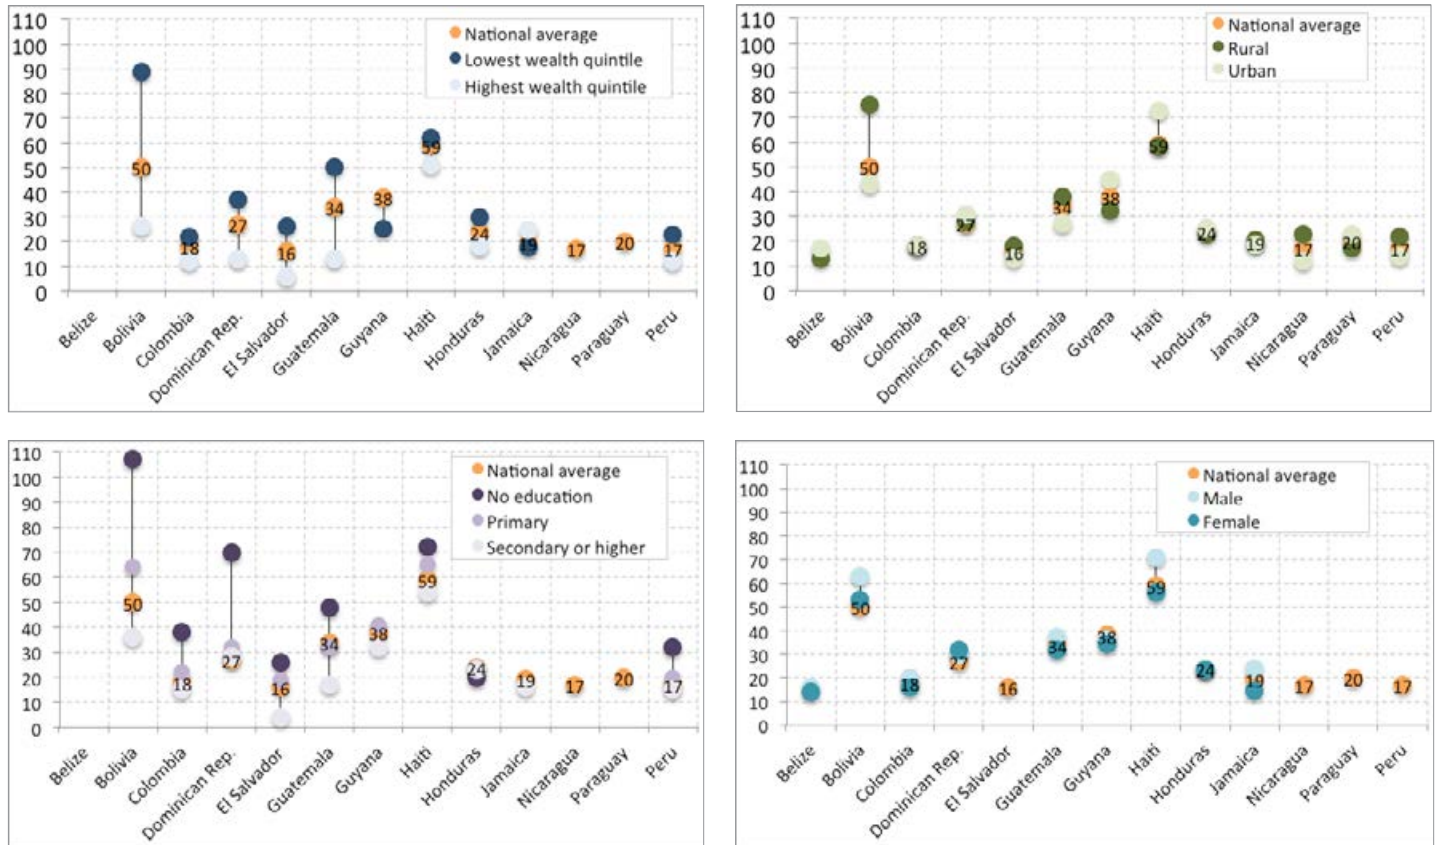 110
100
90
80
70
60
50
40
30
20
10
0
National average
Lowest wealth quintile
Highest wealth quintile
50
18
27
16
34
38
59
24
19
17
20
17
Belize
Bolivia
Colombia
Dominican Rep.
El Salvador
Guatemala
Guyana
Haiti
Honduras
Jamaica
Nicaragua
Paraguay
Peru
110
100
90
80
70
60
50
40
30
20
10
0
National average
Rural
Urban
50
18
27
16
34
38
59
24
19
17
20
17
Belize
Bolivia
Colombia
Dominican Rep.
El Salvador
Guatemala
Guyana
Haiti
Honduras
Jamaica
Nicaragua
Paraguay
Peru
110
100
90
80
70
60
50
40
30
20
10
0
National average
No education
Primary
Secondary or higher
50
18
27
16
34
38
59
24
19
17
20
17
Belize
Bolivia
Colombia
Dominican Rep.
El Salvador
Guatemala
Guyana
Haiti
Honduras
Jamaica
Nicaragua
Paraguay
Peru
110
100
90
80
70
60
50
40
30
20
10
0
National average
Male
Female
50
18
27
16
34
38
59
24
19
17
20
17
Belize
Bolivia
Colombia
Dominican Rep.
El Salvador
Guatemala
Guyana
Haiti
Honduras
Jamaica
Nicaragua
Paraguay
Peru